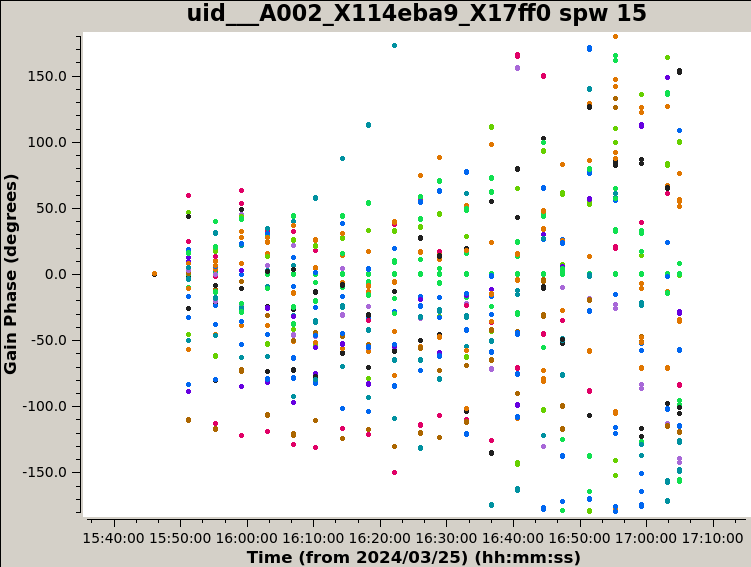 uid___A002_X114eba9_X17ff0 spw 15
Gain Phase (degrees)
150.0
100.0
50.0
0.0
-50.0
-100.0
-150.0
15:40:00 15:50:00 16:00:00 16:10:00 16:20:00 16:30:00 16:40:00 16:50:00 17:00:00 17:10:00
Time (from 2024/03/25) (hh:mm:ss)